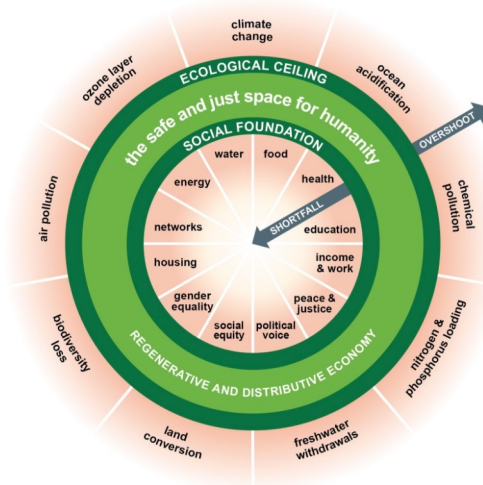 climate
change
ozone layer
depletion
ocean
acidification
ECOLOGICAL CEILING
the safe and just space for humanity
OVERSHOOT
SOCIAL FOUNDATION
water
food
energy
health
air pollution
chemical
pollution
SHORTFALL
networks
education
housing
income
& work
gender
equality
peace &
justice
social
equity
political
voice
biodiversity
loss
nitrogen &
phosphorus loading
REGENERATIVE AND DISTRIBUTIVE ECONOMY
land
conversion
freshwater
withdrawals